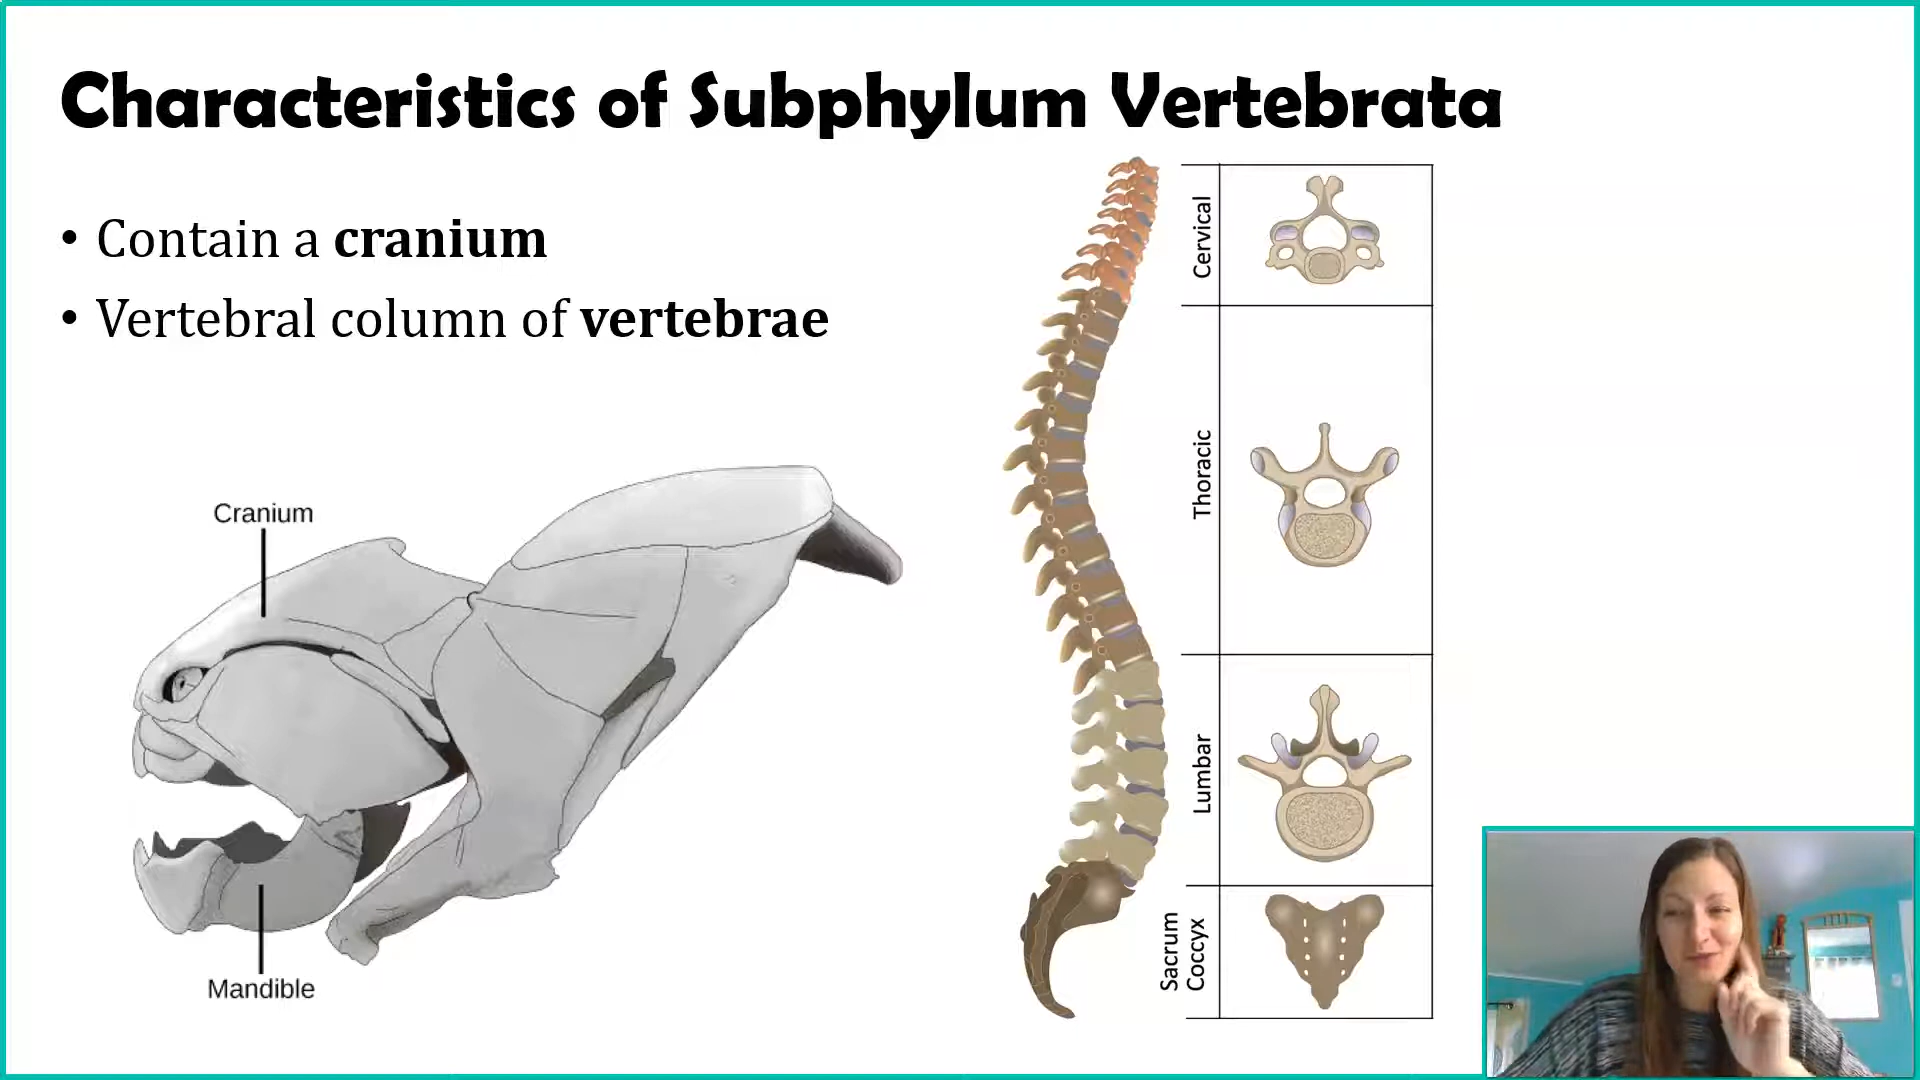 Characteristics of Subphylum Vertebrata
• Contain a cranium
• Vertebral column of vertebrae
Cranium
Mandible
Cervical
Thoracic
Lumbar
Sacrum
Coccyx